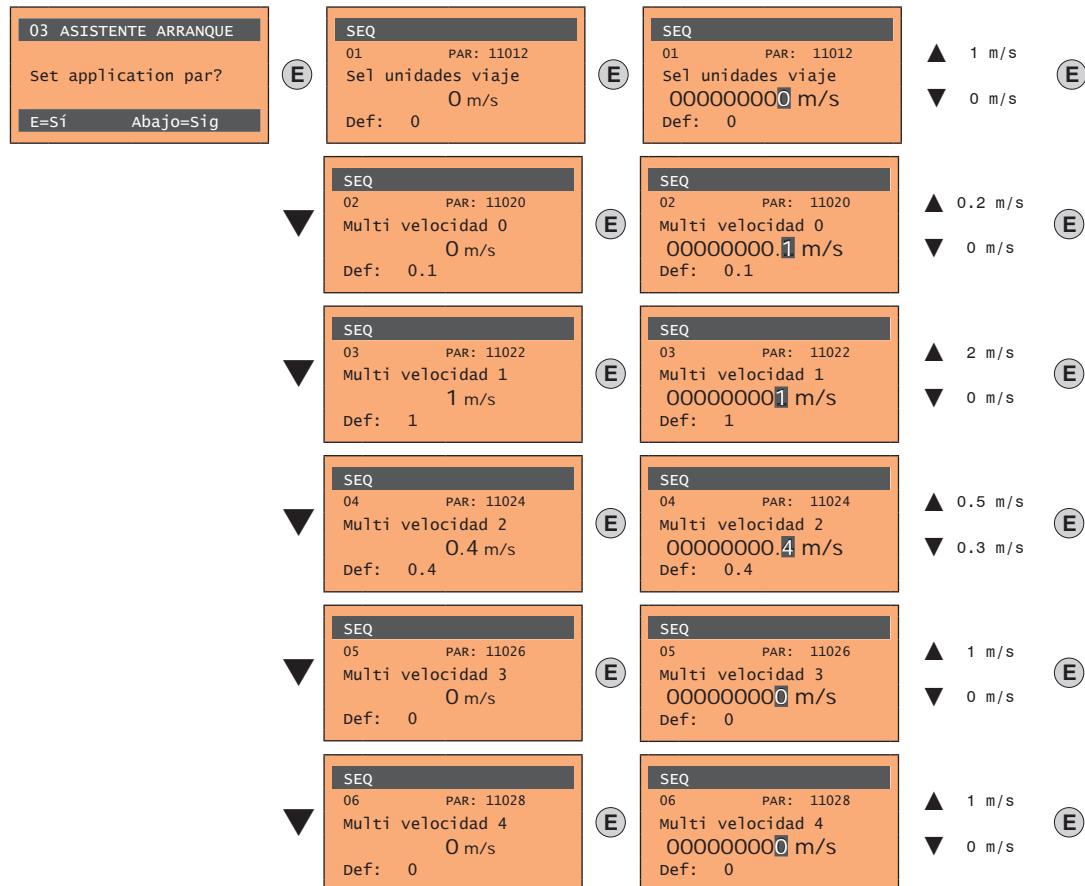 03 ASISTENTE ARRANQUE
Set application par?
E=Sí Abajo=Sig
E
SEQ
01 PAR: 11012
Sel unidades viaje
0 m/s
Def: 0
E
SEQ
01 PAR: 11012
Sel unidades viaje
000000000 m/s
Def: 0
▲ 1 m/s
▼ 0 m/s
E
▼
SEQ
02 PAR: 11020
Multi velocidad 0
0 m/s
Def: 0.1
E
SEQ
02 PAR: 11020
Multi velocidad 0
00000000.1 m/s
Def: 0.1
▲ 0.2 m/s
▼ 0 m/s
E
▼
SEQ
03 PAR: 11022
Multi velocidad 1
1 m/s
Def: 1
E
SEQ
03 PAR: 11022
Multi velocidad 1
000000001 m/s
Def: 1
▲ 2 m/s
▼ 0 m/s
E
▼
SEQ
04 PAR: 11024
Multi velocidad 2
0.4 m/s
Def: 0.4
E
SEQ
04 PAR: 11024
Multi velocidad 2
00000000.4 m/s
Def: 0.4
▲ 0.5 m/s
▼ 0.3 m/s
E
▼
SEQ
05 PAR: 11026
Multi velocidad 3
0 m/s
Def: 0
E
SEQ
05 PAR: 11026
Multi velocidad 3
000000000 m/s
Def: 0
▲ 1 m/s
▼ 0 m/s
E
▼
SEQ
06 PAR: 11028
Multi velocidad 4
0 m/s
Def: 0
E
SEQ
06 PAR: 11028
Multi velocidad 4
000000000 m/s
Def: 0
▲ 1 m/s
▼ 0 m/s
E